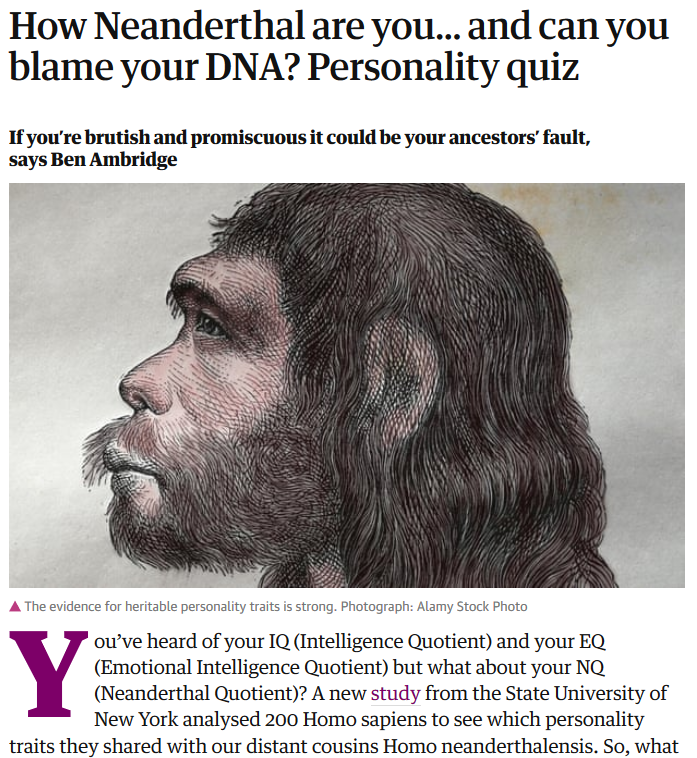 How Neanderthal are you... and can you
blame your DNA? Personality quiz
If you’re brutish and promiscuous it could be your ancestors’ fault,
says Ben Ambridge
▲ The evidence for heritable personality traits is strong. Photograph: Alamy Stock Photo
You’ve heard of your IQ (Intelligence Quotient) and your EQ
(Emotional Intelligence Quotient) but what about your NQ
(Neanderthal Quotient)? A new study from the State University of
New York analysed 200 Homo sapiens to see which personality
traits they shared with our distant cousins Homo neanderthalensis. So, what